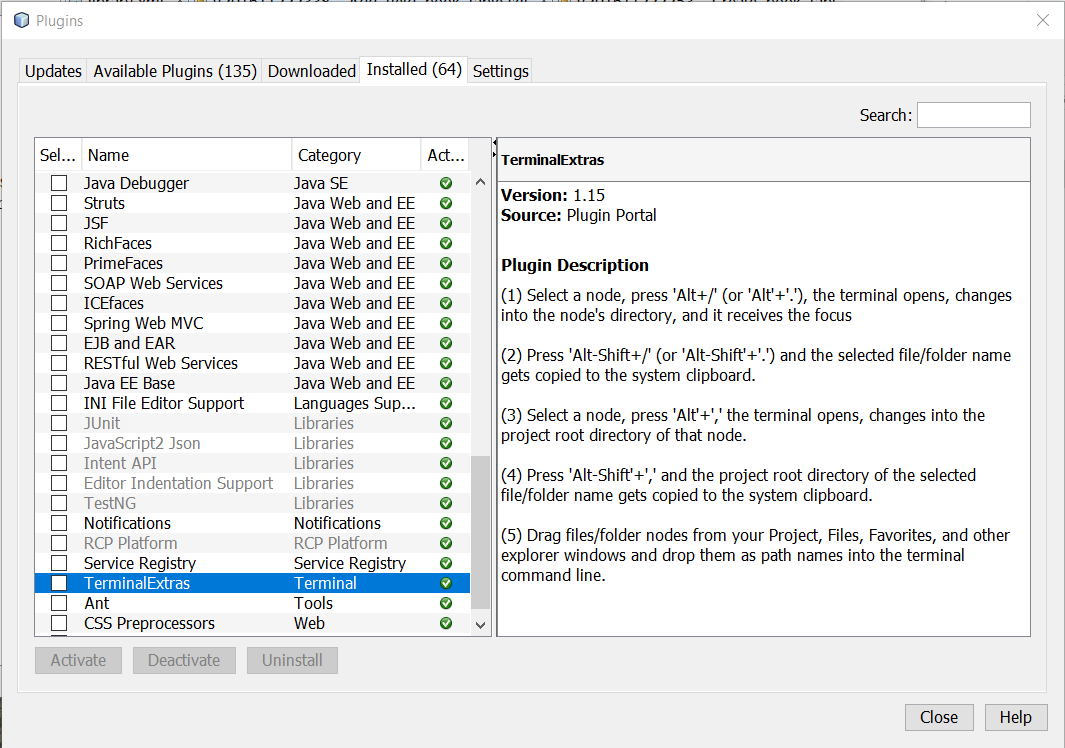 Plugins
Updates Available Plugins (135) Downloaded Installed (64) Settings
Search:
Sel... Name Category Act...
Java Debugger Java SE
Struts Java Web and EE
JSF Java Web and EE
RichFaces Java Web and EE
PrimeFaces Java Web and EE
SOAP Web Services Java Web and EE
ICEfaces Java Web and EE
Spring Web MVC Java Web and EE
EJB and EAR Java Web and EE
RESTful Web Services Java Web and EE
Java EE Base Java Web and EE
INI File Editor Support Languages Sup...
JUnit Libraries
JavaScript2 Json Libraries
Intent API Libraries
Editor Indentation Support Libraries
TestNG Libraries
Notifications Notifications
RCP Platform RCP Platform
Service Registry Service Registry
TerminalExtras Terminal
Ant Tools
CSS Preprocessors Web
TerminalExtras
Version: 1.15
Source: Plugin Portal
Plugin Description
(1) Select a node, press 'Alt+/' (or 'Alt'+'.'), the terminal opens, changes
into the node's directory, and it receives the focus
(2) Press 'Alt-Shift+/' (or 'Alt-Shift'+'.') and the selected file/folder name
gets copied to the system clipboard.
(3) Select a node, press 'Alt'+',' the terminal opens, changes into the
project root directory of that node.
(4) Press 'Alt-Shift'+',' and the project root directory of the selected
file/folder name gets copied to the system clipboard.
(5) Drag files/folder nodes from your Project, Files, Favorites, and other
explorer windows and drop them as path names into the terminal
command line.
Activate Deactivate Uninstall
Close Help